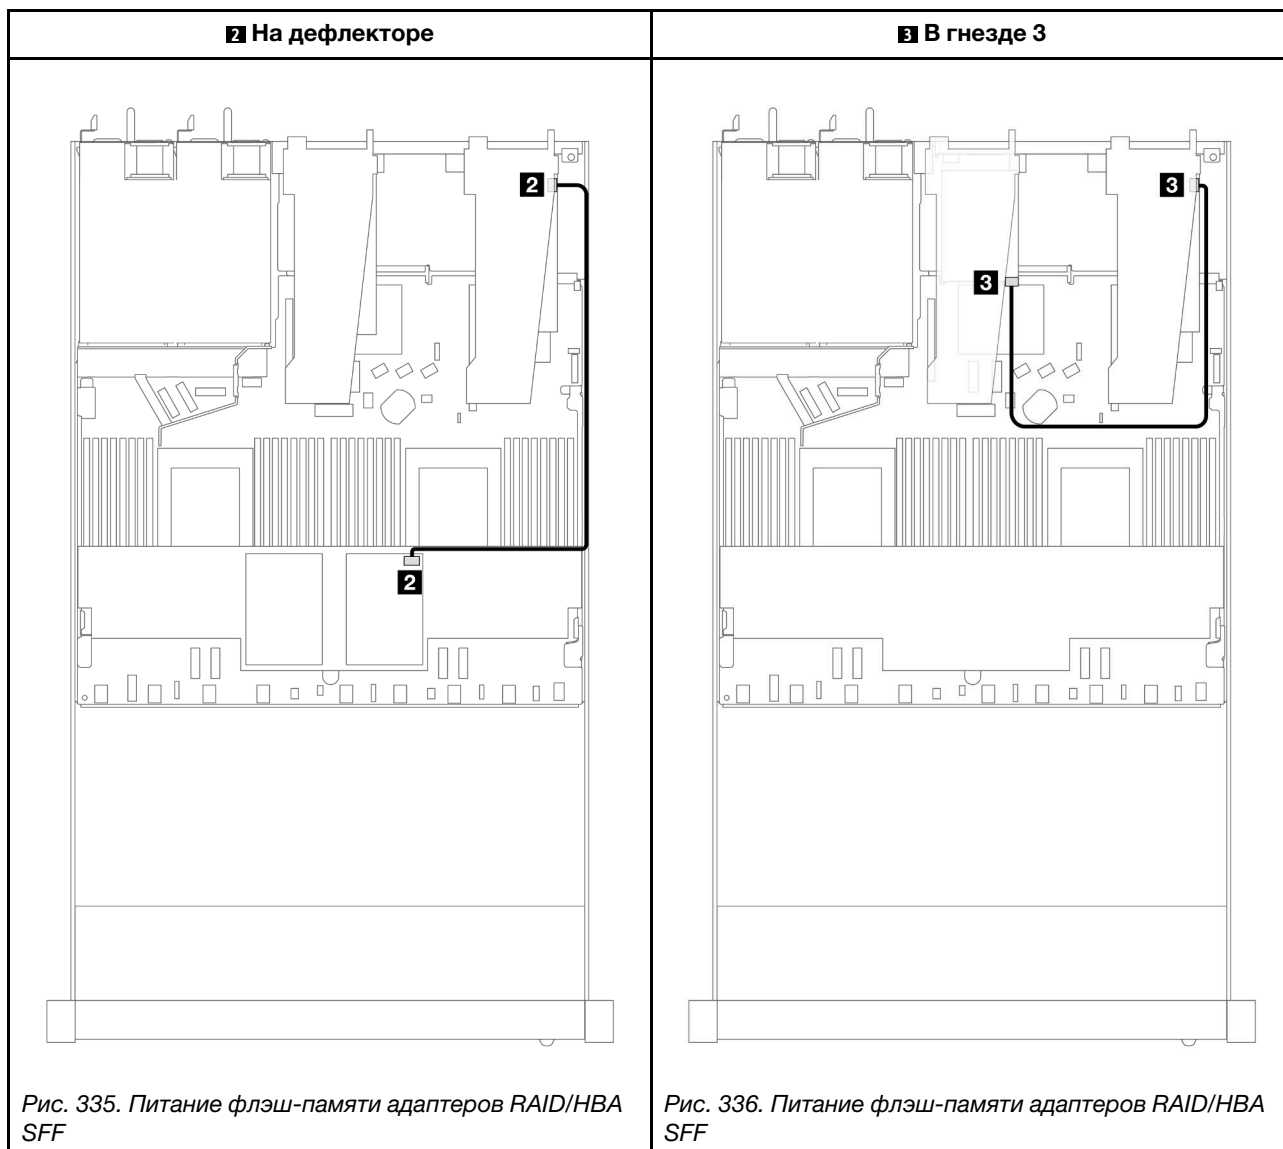 2 На дефлекторе
3 В гнезде 3
2
2
3
3
Рис. 335. Питание флэш-памяти адаптеров RAID/HBA
SFF
Рис. 336. Питание флэш-памяти адаптеров RAID/HBA
SFF